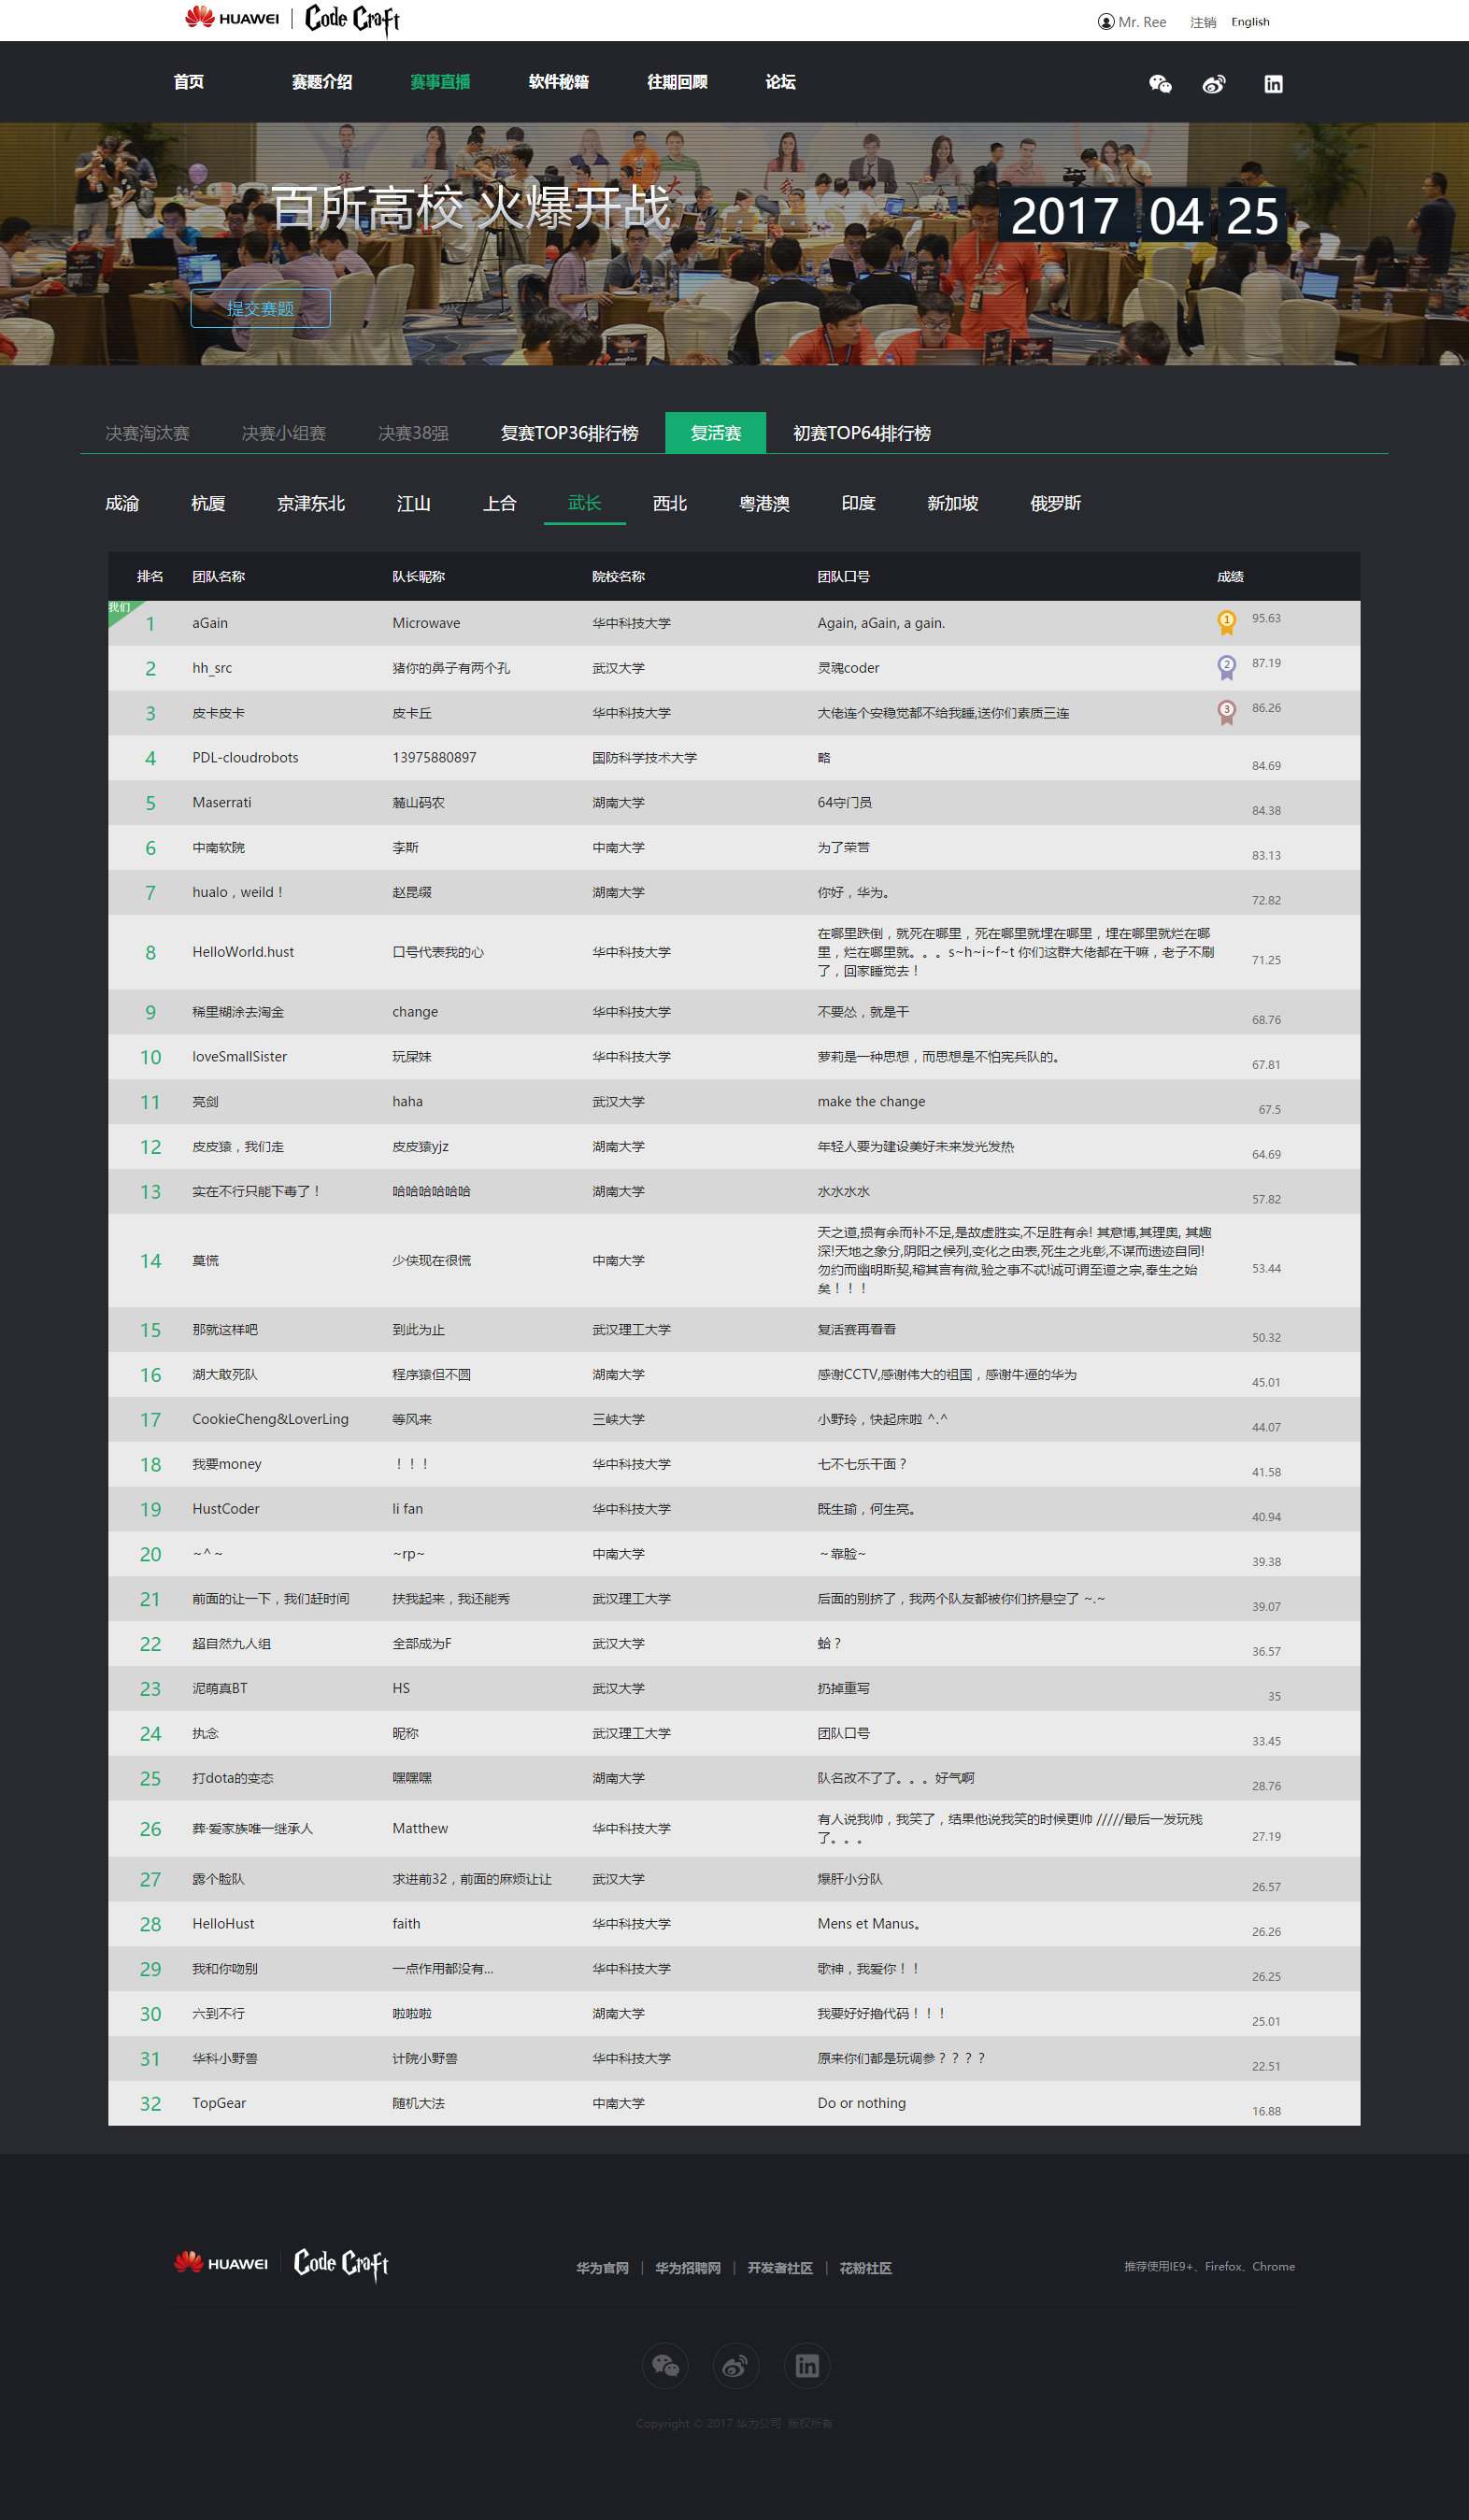 HUAWEI | Code Craft Mr. Ree 注销 English
首页 赛题介绍 赛事直播 软件秘籍 往期回顾 论坛
百所高校 火爆开战
2017 04 25
提交赛题
决赛淘汰赛 决赛小组赛 决赛38强 复赛TOP36排行榜 复活赛 初赛TOP64排行榜
成渝 杭厦 京津东北 江山 上合 武长 西北 粤港澳 印度 新加坡 俄罗斯
排名 团队名称 队长昵称 院校名称 团队口号 成绩
我们
1 aGain Microwave 华中科技大学 Again, aGain, a gain. 1 95.63
2 hh_src 猪你的鼻子有两个孔 武汉大学 灵魂coder 2 87.19
3 皮卡皮卡 皮卡丘 华中科技大学 大佬连个安稳觉都不给我睡,送你们素质三连 3 86.26
4 PDL-cloudrobots 13975880897 国防科学技术大学 略 84.69
5 Maserrati 麓山码农 湖南大学 64守门员 84.38
6 中南软院 李斯 中南大学 为了荣誉 83.13
7 hualo，weild！ 赵昆缀 湖南大学 你好，华为。 72.82
8 HelloWorld.hust 口号代表我的心 华中科技大学 在哪里跌倒，就死在哪里，死在哪里就埋在哪里，埋在哪里就烂在哪
里，烂在哪里就。。。s~h~i~f~t 你们这群大佬都在干嘛，老子不刷
了，回家睡觉去！ 71.25
9 稀里糊涂去淘金 change 华中科技大学 不要怂，就是干 68.76
10 loveSmallSister 玩屎妹 华中科技大学 萝莉是一种思想，而思想是不怕宪兵队的。 67.81
11 亮剑 haha 武汉大学 make the change 67.5
12 皮皮猿，我们走 皮皮猿yjz 湖南大学 年轻人要为建设美好未来发光发热 64.69
13 实在不行只能下毒了！ 哈哈哈哈哈哈 湖南大学 水水水水 57.82
14 莫慌 少侠现在很慌 中南大学 天之道,损有余而补不足,是故虚胜实,不足胜有余! 其意博,其理奥, 其趣
深!天地之象分,阴阳之候列,变化之由表,死生之兆彰,不谋而遗迹自同!
勿约而幽明斯契,稽其言有微,验之事不忒!诚可谓至道之宗,奉生之始
矣！！！ 53.44
15 那就这样吧 到此为止 武汉理工大学 复活赛再看看 50.32
16 湖大敢死队 程序猿但不圆 湖南大学 感谢CCTV,感谢伟大的祖国，感谢牛逼的华为 45.01
17 CookieCheng&LoverLing 等风来 三峡大学 小野玲，快起床啦 ^.^ 44.07
18 我要money ！！！ 华中科技大学 七不七乐干面？ 41.58
19 HustCoder li fan 华中科技大学 既生瑜，何生亮。 40.94
20 ~^ ~ ~rp~ 中南大学 ~靠脸~ 39.38
21 前面的让一下，我们赶时间 扶我起来，我还能秀 武汉理工大学 后面的别挤了，我两个队友都被你们挤悬空了 ~.~ 39.07
22 超自然九人组 全部成为F 武汉大学 蛤？ 36.57
23 泥萌真BT HS 武汉大学 扔掉重写 35
24 执念 昵称 武汉理工大学 团队口号 33.45
25 打dota的变态 嘿嘿嘿 湖南大学 队名改不了了。。。好气啊 28.76
26 葬·爱家族唯一继承人 Matthew 华中科技大学 有人说我帅，我笑了，结果他说我笑的时候更帅 /////最后一发玩残
了。。。 27.19
27 露个脸队 求进前32，前面的麻烦让让 武汉大学 爆肝小分队 26.57
28 HelloHust faith 华中科技大学 Mens et Manus。 26.26
29 我和你吻别 一点作用都没有... 华中科技大学 歌神，我爱你！！ 26.25
30 六到不行 啦啦啦 湖南大学 我要好好撸代码！！！ 25.01
31 华科小野兽 计院小野兽 华中科技大学 原来你们都是玩调参？？？？ 22.51
32 TopGear 随机大法 中南大学 Do or nothing 16.88
HUAWEI | Code Craft 华为官网 | 华为招聘网 | 开发者社区 | 花粉社区 推荐使用IE9+、Firefox、Chrome
Copyright © 2017 华为公司 版权所有